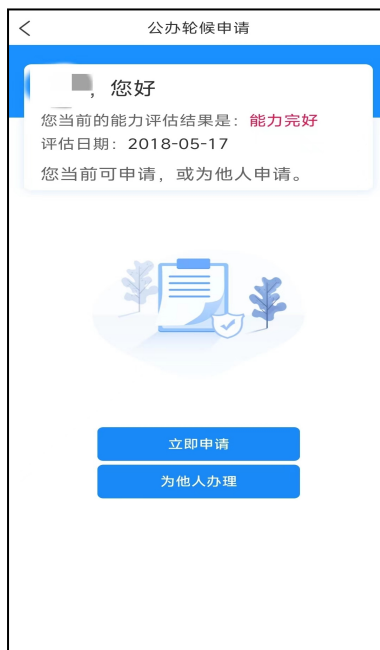 公办轮候申请
，您好
您当前的能力评估结果是：能力完好
评估日期：2018-05-17
您当前可申请，或为他人申请。
立即申请
为他人办理